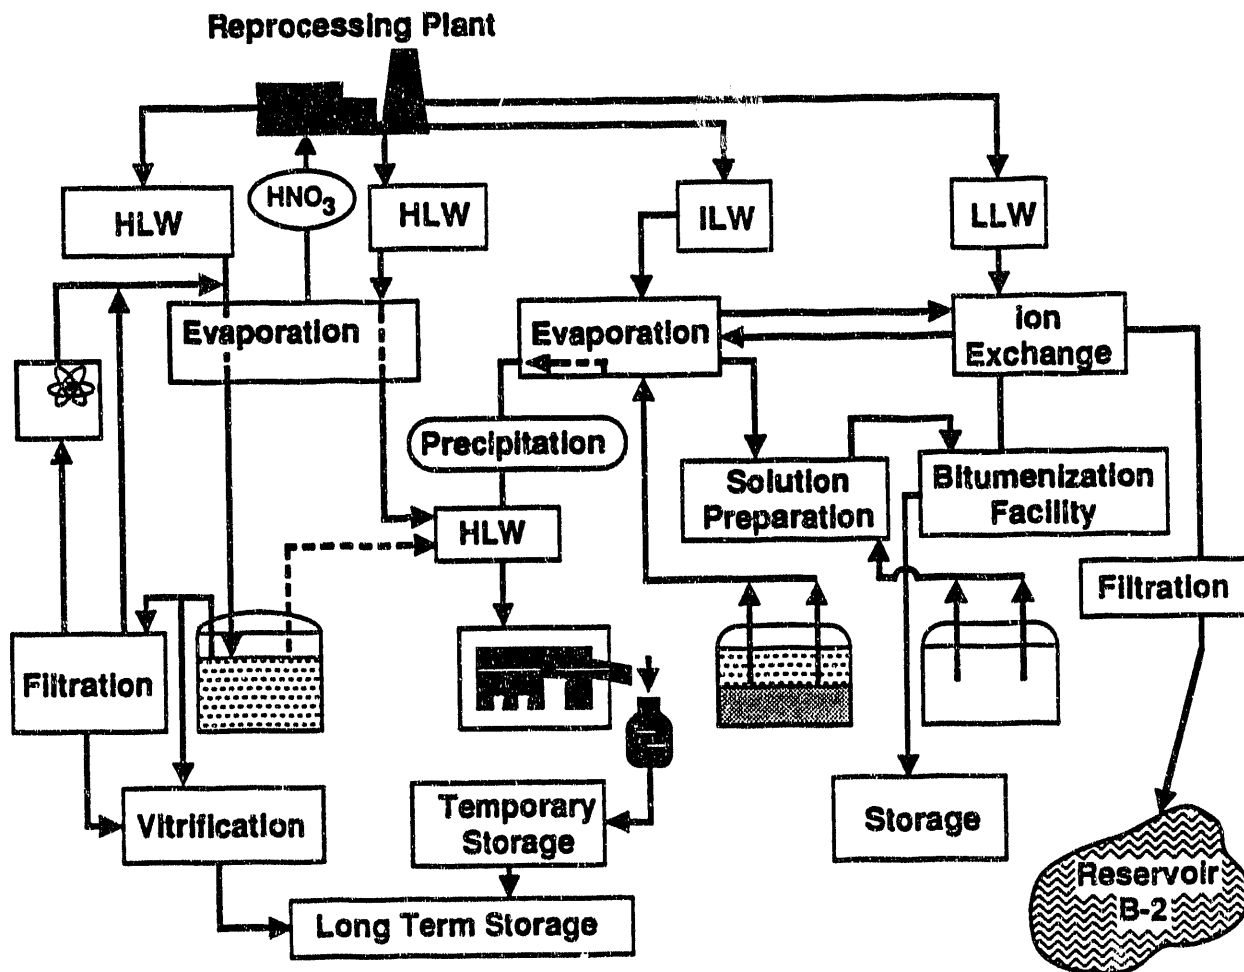 Reprocessing Plant
HLW
HNO3
HLW
ILW
LLW
Evaporation
Evaporation
ion
Exchange
Precipitation
Solution
Preparation
Bitumenization
Facility
HLW
Filtration
Filtration
Vitrification
Temporary
Storage
Storage
Reservoir
B-2
Long Term Storage